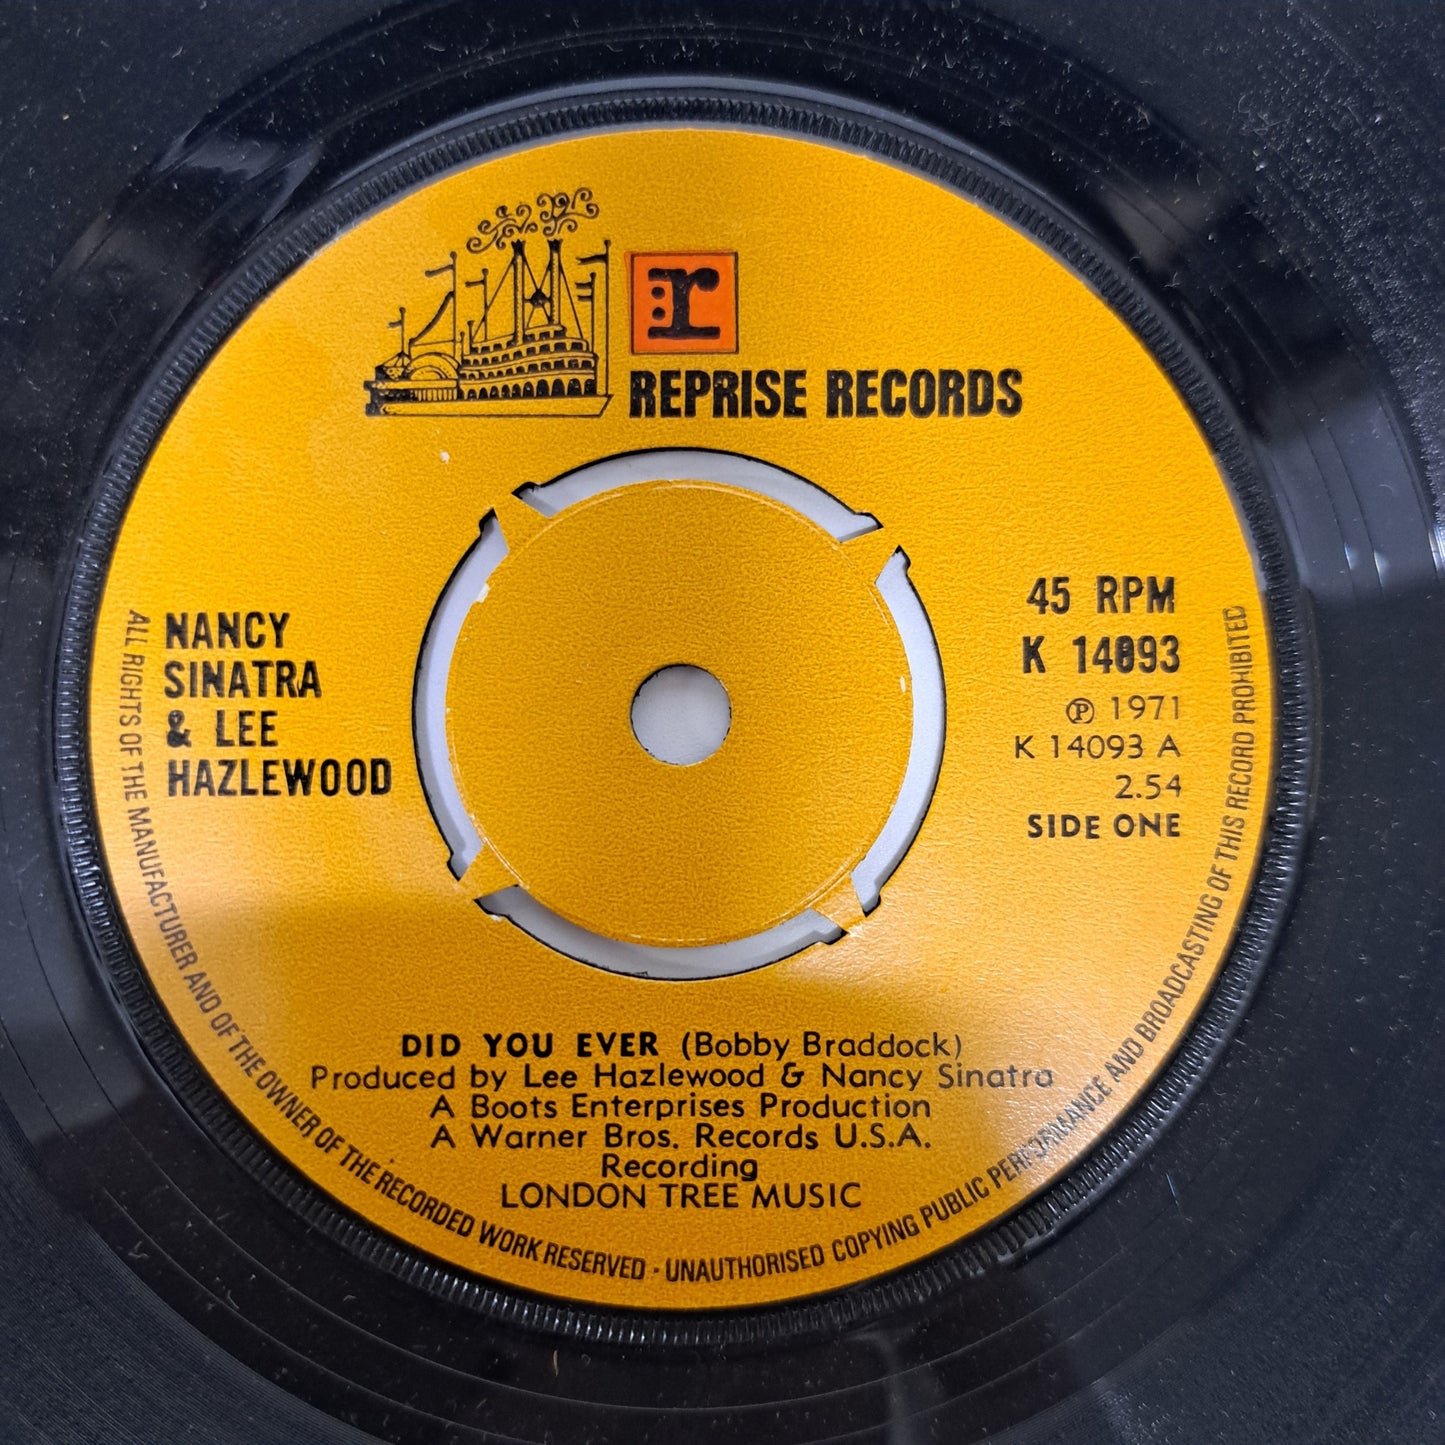 r
REPRISE RECORDS
NANCY
SINATRA
& LEE
HAZLEWOOD
45 RPM
K 14093
℗ 1971
K 14093 A
2.54
SIDE ONE
DID YOU EVER (Bobby Braddock)
Produced by Lee Hazlewood & Nancy Sinatra
A Boots Enterprises Production
A Warner Bros. Records U.S.A.
Recording
LONDON TREE MUSIC
ALL RIGHTS OF THE MANUFACTURER AND OF THE OWNER OF THE RECORDED WORK RESERVED · UNAUTHORISED COPYING PUBLIC PERFORMANCE AND BROADCASTING OF THIS RECORD PROHIBITED